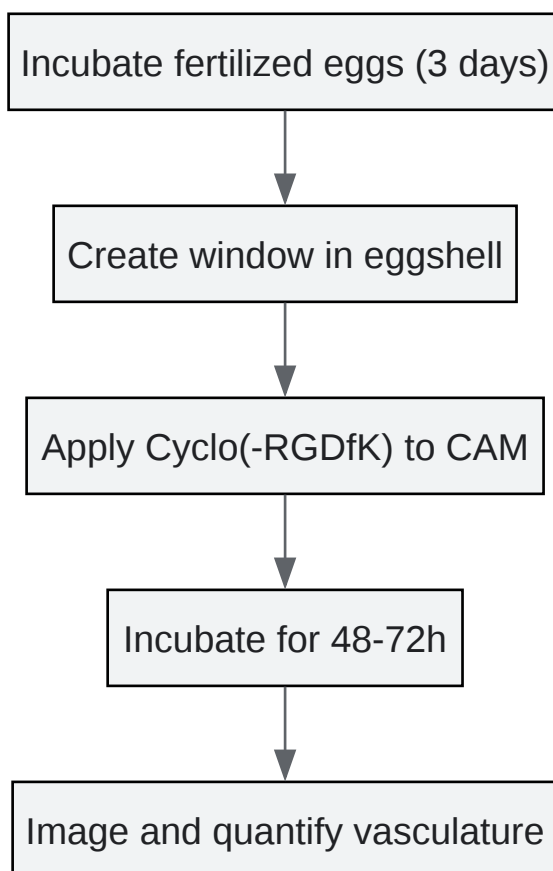 Incubate fertilized eggs (3 days)
Create window in eggshell
Apply Cyclo(-RGDfK) to CAM
Incubate for 48-72h
Image and quantify vasculature